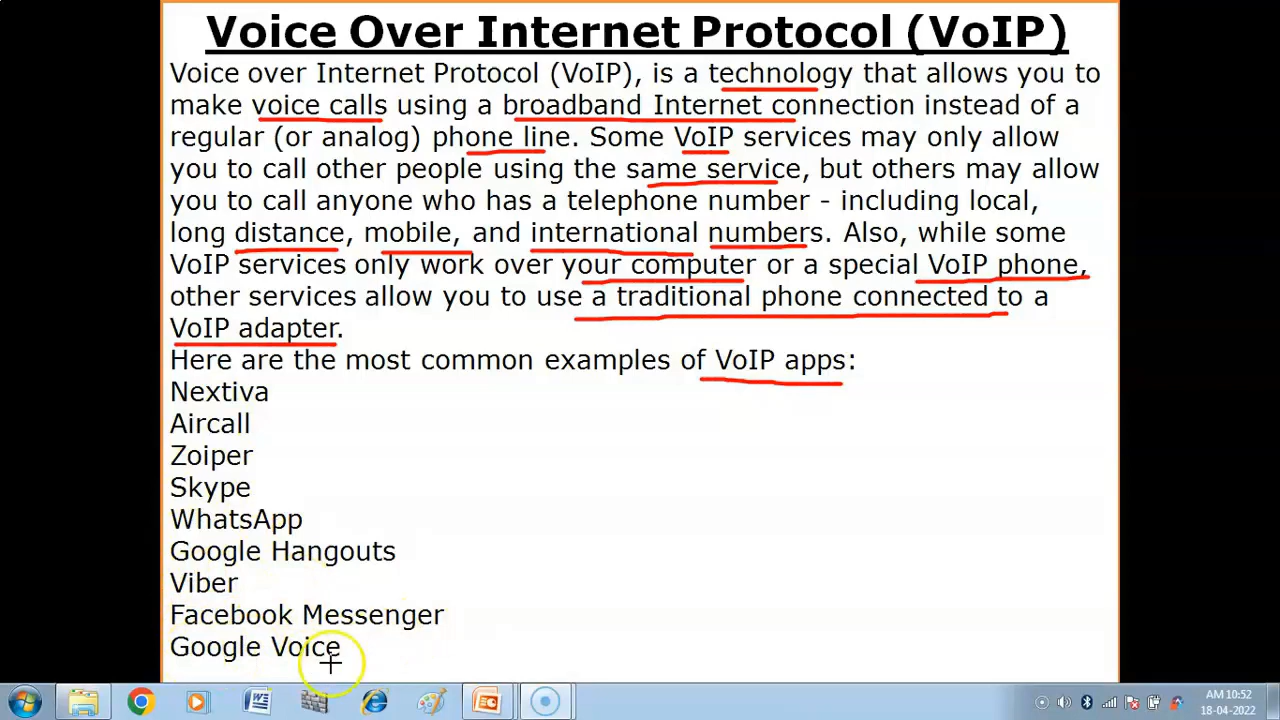 Voice Over Internet Protocol (VoIP)
Voice over Internet Protocol (VoIP), is a technology that allows you to
make voice calls using a broadband Internet connection instead of a
regular (or analog) phone line. Some VoIP services may only allow
you to call other people using the same service, but others may allow
you to call anyone who has a telephone number - including local,
long distance, mobile, and international numbers. Also, while some
VoIP services only work over your computer or a special VoIP phone,
other services allow you to use a traditional phone connected to a
VoIP adapter.
Here are the most common examples of VoIP apps:
Nextiva
Aircall
Zoiper
Skype
WhatsApp
Google Hangouts
Viber
Facebook Messenger
Google Voice
AM 10:52
18-04-2022